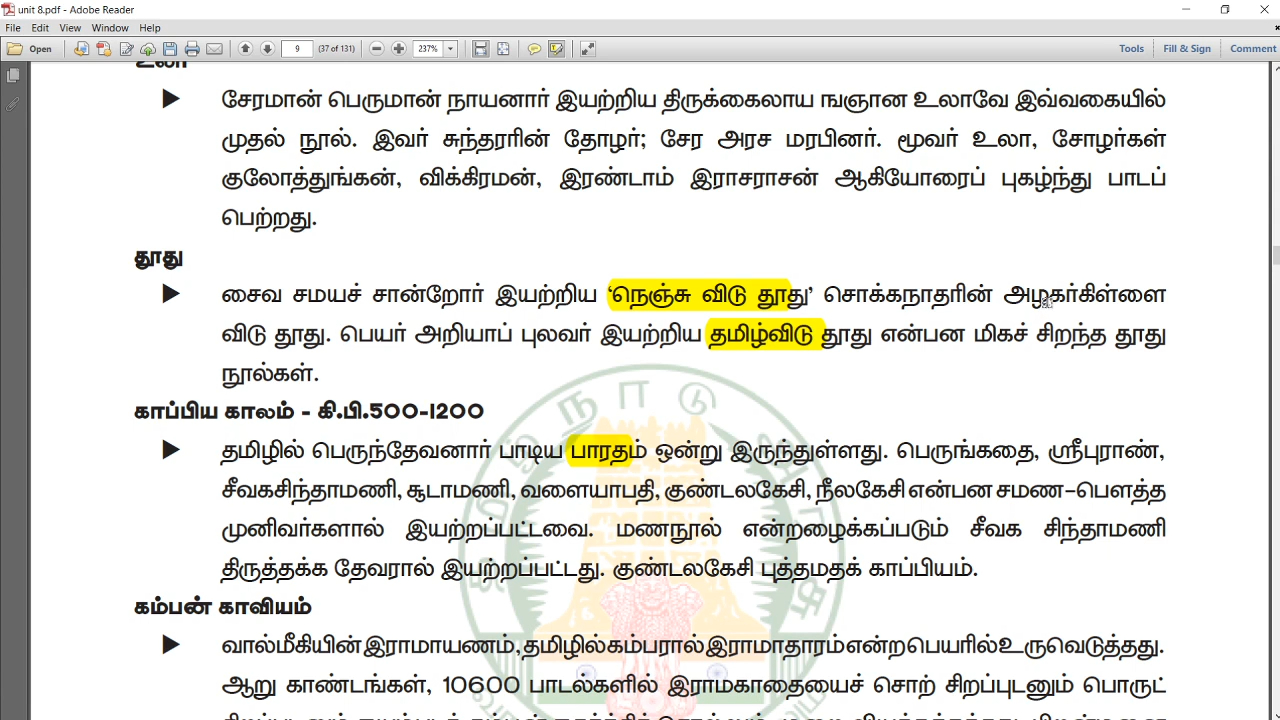 unit 8.pdf - Adobe Reader
File Edit View Window Help
Open 9 (37 of 131) 237% Tools Fill & Sign Comment
உலா
சேரமான் பெருமான் நாயனார் இயற்றிய திருக்கைலாய ஙஞான உலாவே இவ்வகையில்
முதல் நூல். இவர் சுந்தரரின் தோழர்; சேர அரச மரபினர். மூவர் உலா, சோழர்கள்
குலோத்துங்கன், விக்கிரமன், இரண்டாம் இராசராசன் ஆகியோரைப் புகழ்ந்து பாடப்
பெற்றது.
தூது
சைவ சமயச் சான்றோர் இயற்றிய ‘நெஞ்சு விடு தூது’ சொக்கநாதரின் அழகர்கிள்ளை
விடு தூது. பெயர் அறியாப் புலவர் இயற்றிய தமிழ்விடு தூது என்பன மிகச் சிறந்த தூது
நூல்கள்.
காப்பிய காலம் - கி.பி.500-1200
தமிழில் பெருந்தேவனார் பாடிய பாரதம் ஒன்று இருந்துள்ளது. பெருங்கதை, ஸ்ரீபுராண்,
சீவகசிந்தாமணி, சூடாமணி, வளையாபதி, குண்டலகேசி, நீலகேசி என்பன சமண-பௌத்த
முனிவர்களால் இயற்றப்பட்டவை. மணநூல் என்றழைக்கப்படும் சீவக சிந்தாமணி
திருத்தக்க தேவரால் இயற்றப்பட்டது. குண்டலகேசி புத்தமதக் காப்பியம்.
கம்பன் காவியம்
வால்மீகியின் இராமாயணம், தமிழில் கம்பரால் இராமாதாரம் என்ற பெயரில் உருவெடுத்தது.
ஆறு காண்டங்கள், 10600 பாடல்களில் இராமகாதையைச் சொற் சிறப்புடனும் பொருட்